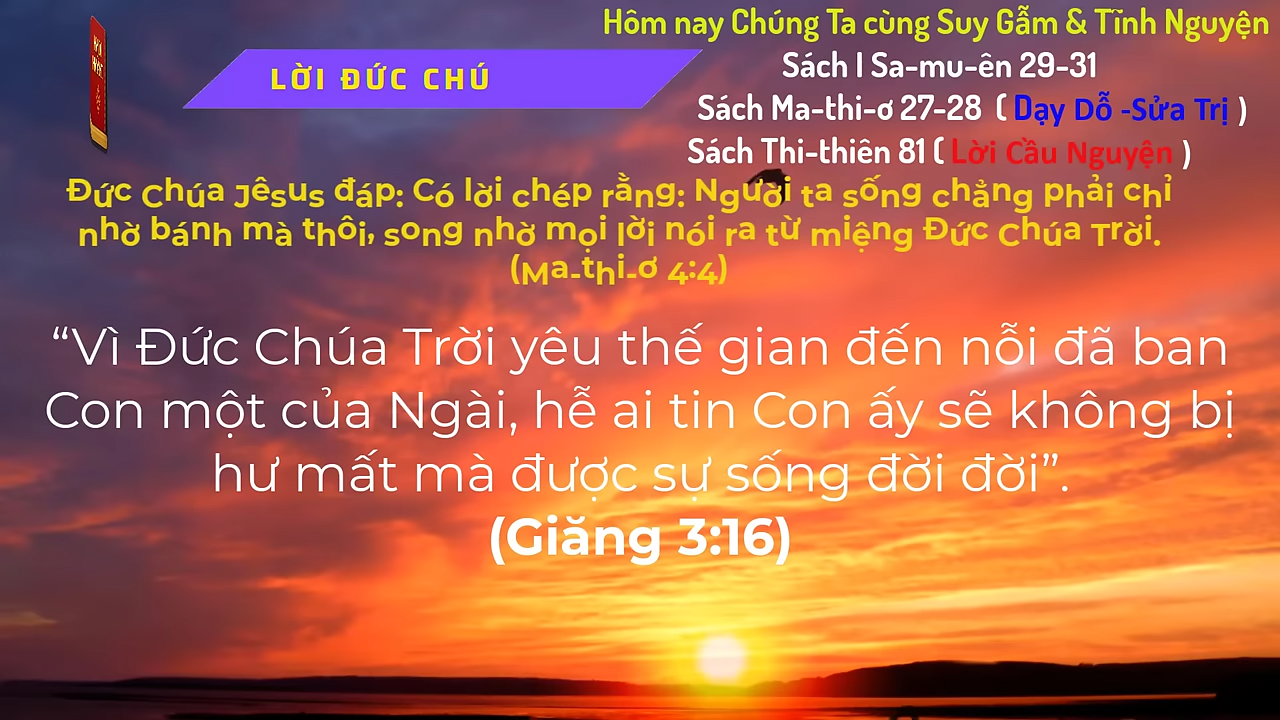 Hôm nay Chúng Ta cùng Suy Gẫm & Tĩnh Nguyện
LỜI ĐỨC CHÚ
Sách I Sa-mu-ên 29-31
Sách Ma-thi-ơ 27-28 ( Dạy Dỗ -Sửa Trị )
Sách Thi-thiên 81 ( Lời Cầu Nguyện )
Đức Chúa Jêsus đáp: Có lời chép rằng: Người ta sống chẳng phải chỉ
nhờ bánh mà thôi, song nhờ mọi lời nói ra từ miệng Đức Chúa Trời.
(Ma-thi-ơ 4:4)
“Vì Đức Chúa Trời yêu thế gian đến nỗi đã ban
Con một của Ngài, hễ ai tin Con ấy sẽ không bị
hư mất mà được sự sống đời đời”.
(Giăng 3:16)